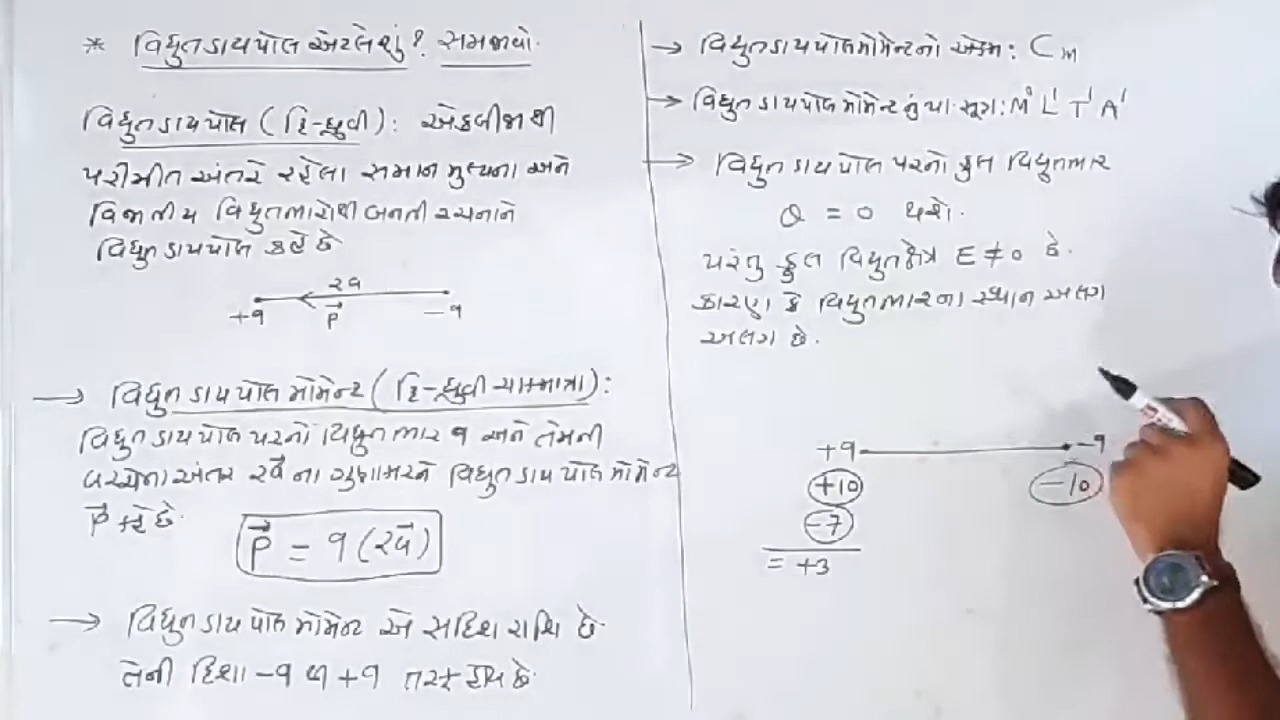 * વિદ્યુતડાયપોલ એટલે શું? સમજાવો.
વિદ્યુતડાયપોલ (દ્વિ-ધ્રુવી): એકબીજાથી
પરીમીત અંતરે રહેલા સમાન મુલ્યના અને
વિજાતીય વિદ્યુતભારોથી બનતી રચનાને
વિદ્યુતડાયપોલ કહે છે
2a
+q P⃗ -q
→ વિદ્યુતડાયપોલ મોમેન્ટ (દ્વિ-ધ્રુવી ચાકમાત્રા):
વિદ્યુતડાયપોલ પરનો વિદ્યુતભાર q અને તેમની
વચ્ચેના અંતર 2a⃗ ના ગુણાકારને વિદ્યુતડાયપોલ મોમેન્ટ
P⃗ કહે છે.
P⃗ = q(2a⃗)
→ વિદ્યુતડાયપોલ મોમેન્ટ એ સદિશ રાશિ છે
તેની દિશા -q થી +q તરફ હોય છે.
→ વિદ્યુતડાયપોલમોમેન્ટનો એકમ: Cm
→ વિદ્યુતડાયપોલ મોમેન્ટ નું પા. સૂત્ર: M⁰ L¹ T¹ A¹
→ વિદ્યુતડાયપોલ પરનો કુલ વિદ્યુતભાર
Q = 0 થશે.
પરંતુ કુલ વિદ્યુતક્ષેત્ર E ≠ 0 છે.
કારણ કે વિદ્યુતભારના સ્થાન અલગ
અલગ છે.
+q -q
+10 -10
-7
= +3